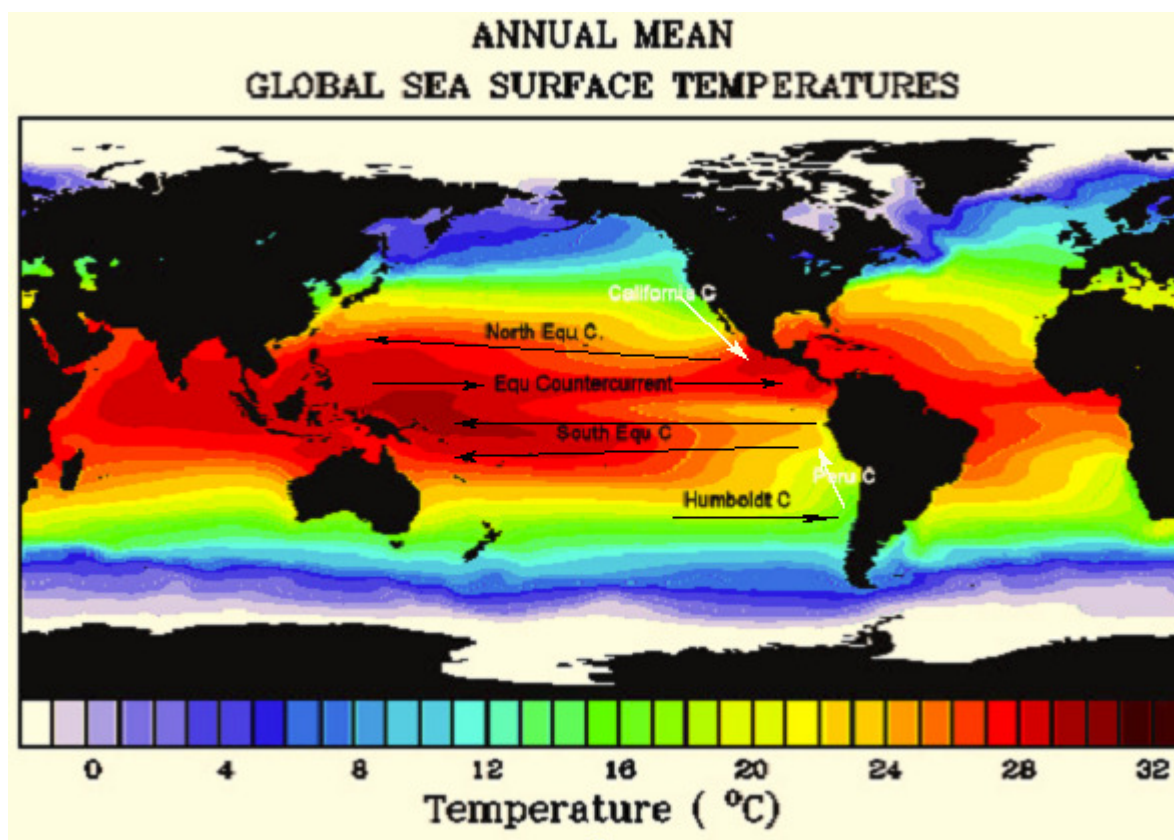 ANNUAL MEAN
GLOBAL SEA SURFACE TEMPERATURES
California C
North Equ C.
Equ Countercurrent
South Equ C
Peru C
Humboldt C
0 4 8 12 16 20 24 28 32
Temperature ( °C)